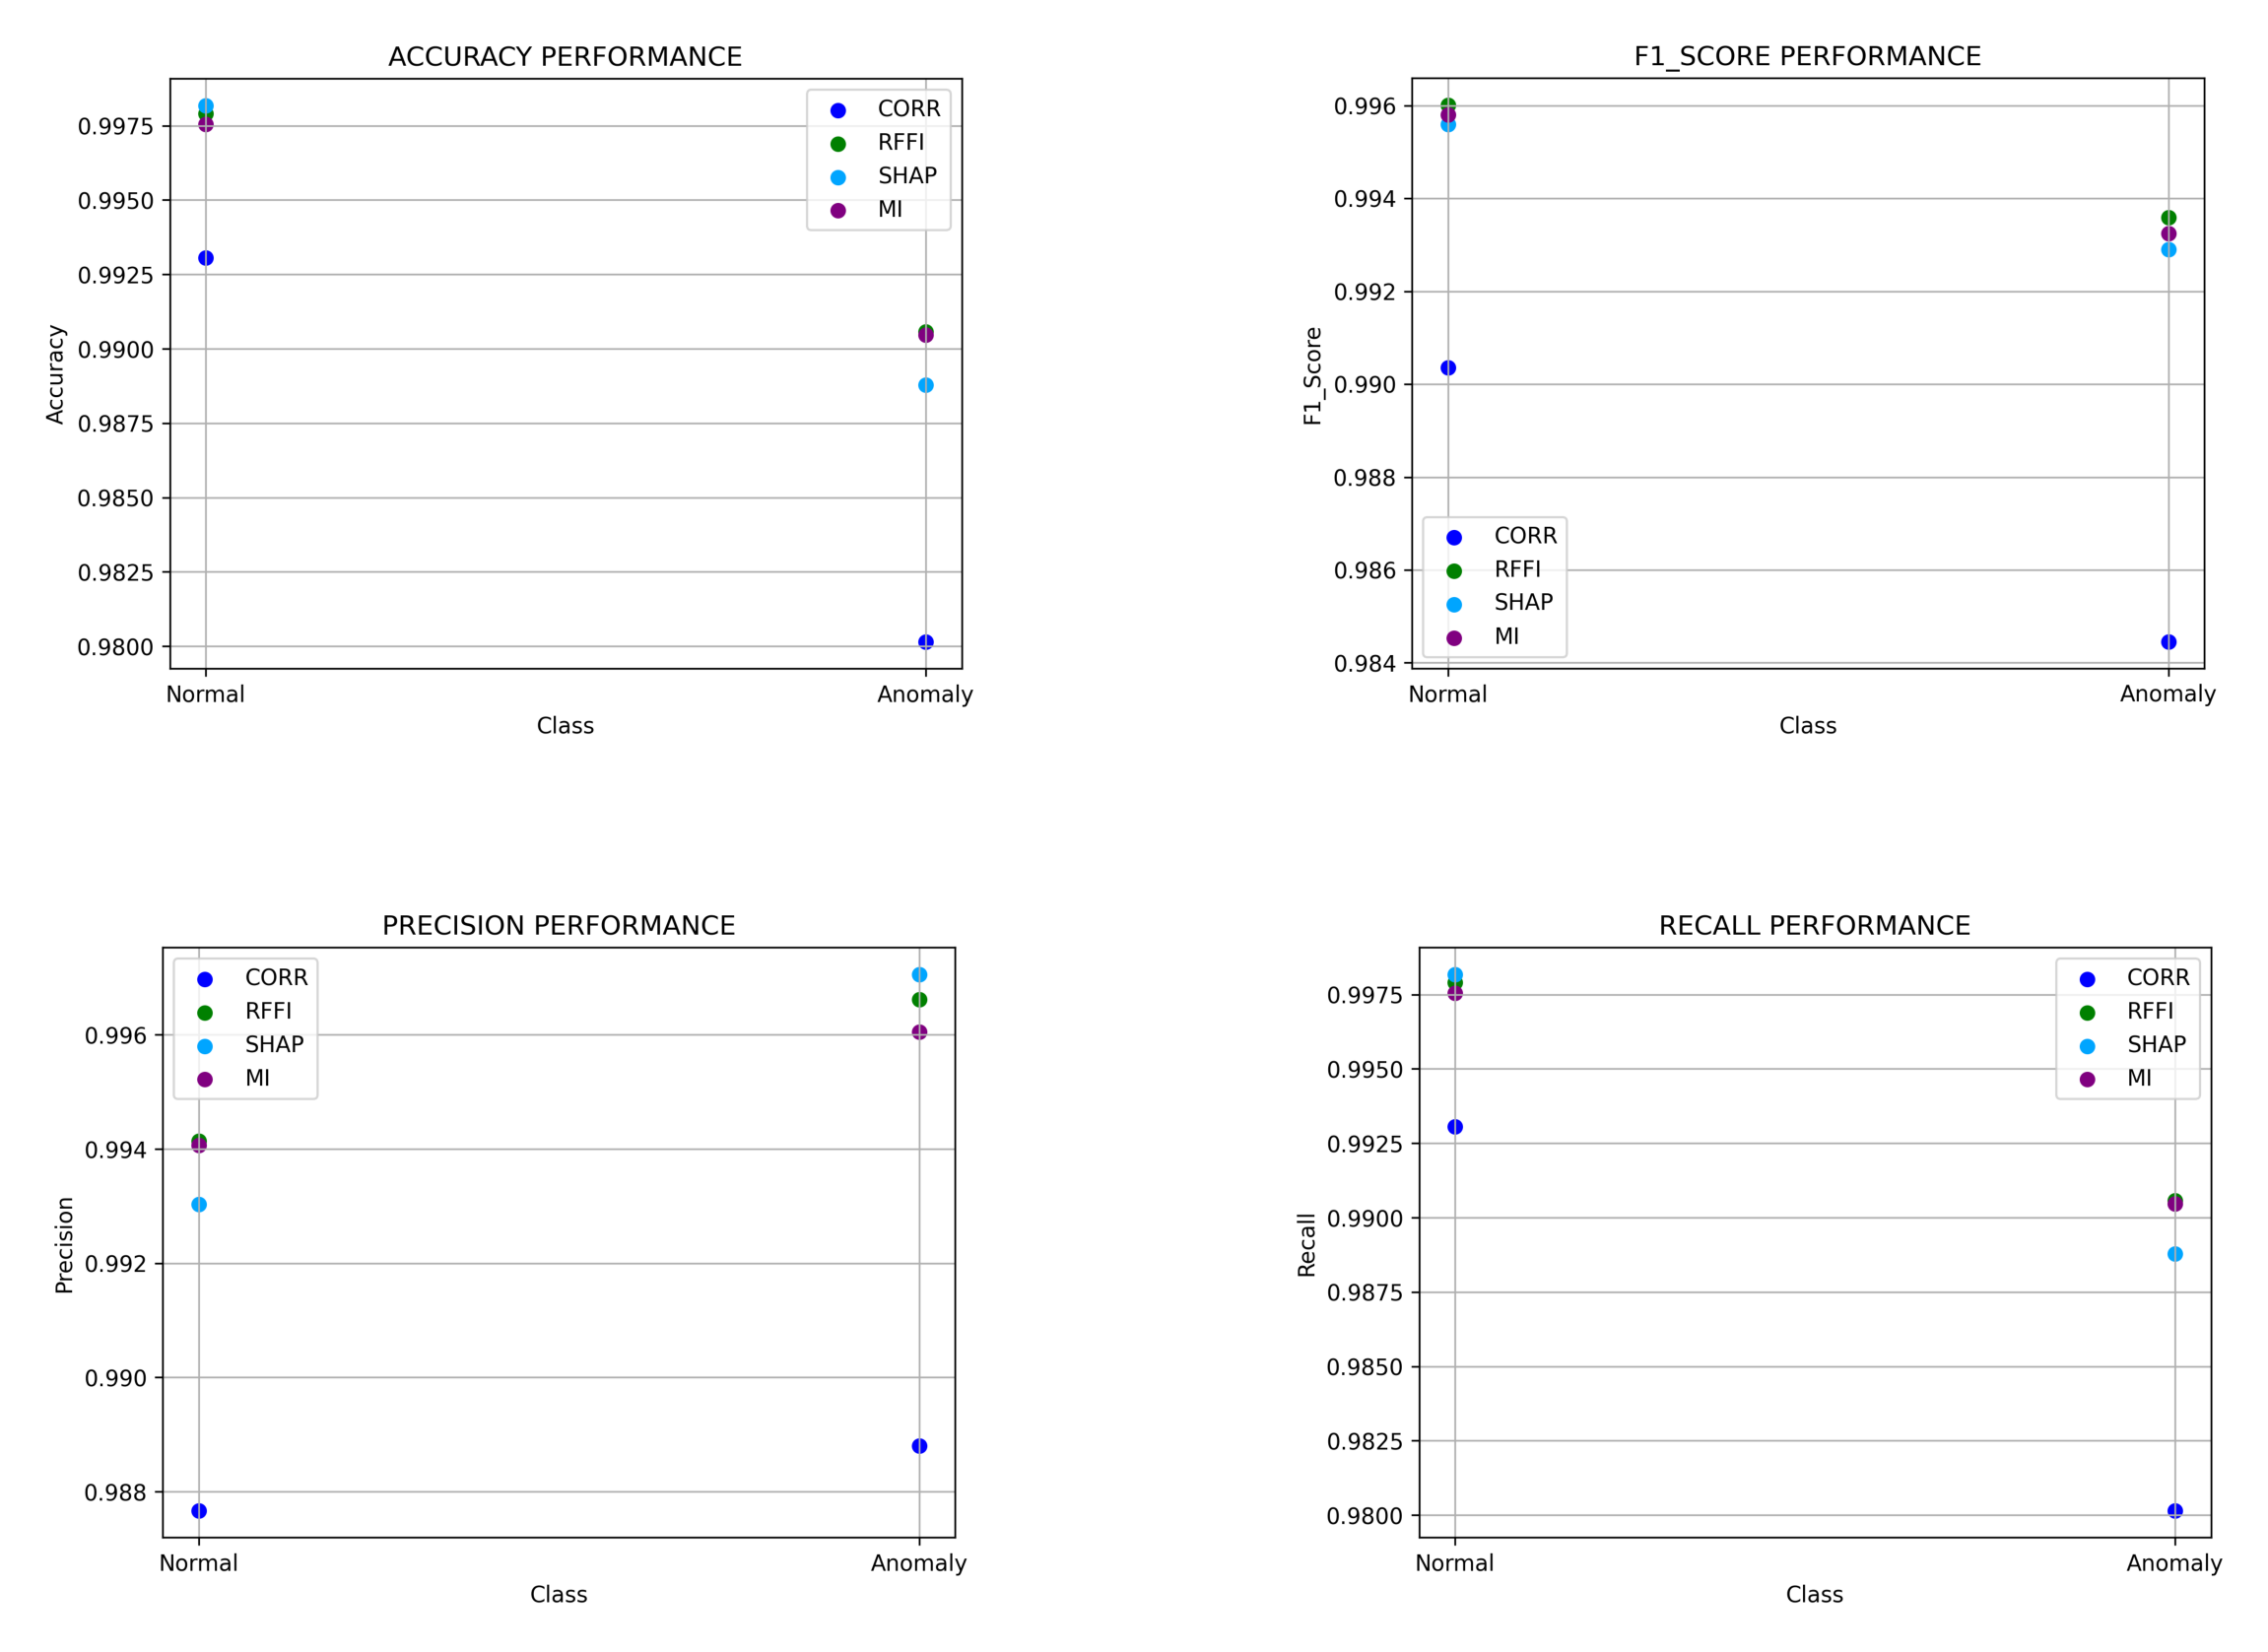 ACCURACY PERFORMANCE
0.9975
0.9950
0.9925
0.9900
0.9875
0.9850
0.9825
0.9800
Accuracy
CORR
RFFI
SHAP
MI
Normal
Anomaly
Class
F1_SCORE PERFORMANCE
0.996
0.994
0.992
0.990
0.988
0.986
0.984
F1_Score
CORR
RFFI
SHAP
MI
Normal
Anomaly
Class
PRECISION PERFORMANCE
0.996
0.994
0.992
0.990
0.988
Precision
CORR
RFFI
SHAP
MI
Normal
Anomaly
Class
RECALL PERFORMANCE
0.9975
0.9950
0.9925
0.9900
0.9875
0.9850
0.9825
0.9800
Recall
CORR
RFFI
SHAP
MI
Normal
Anomaly
Class